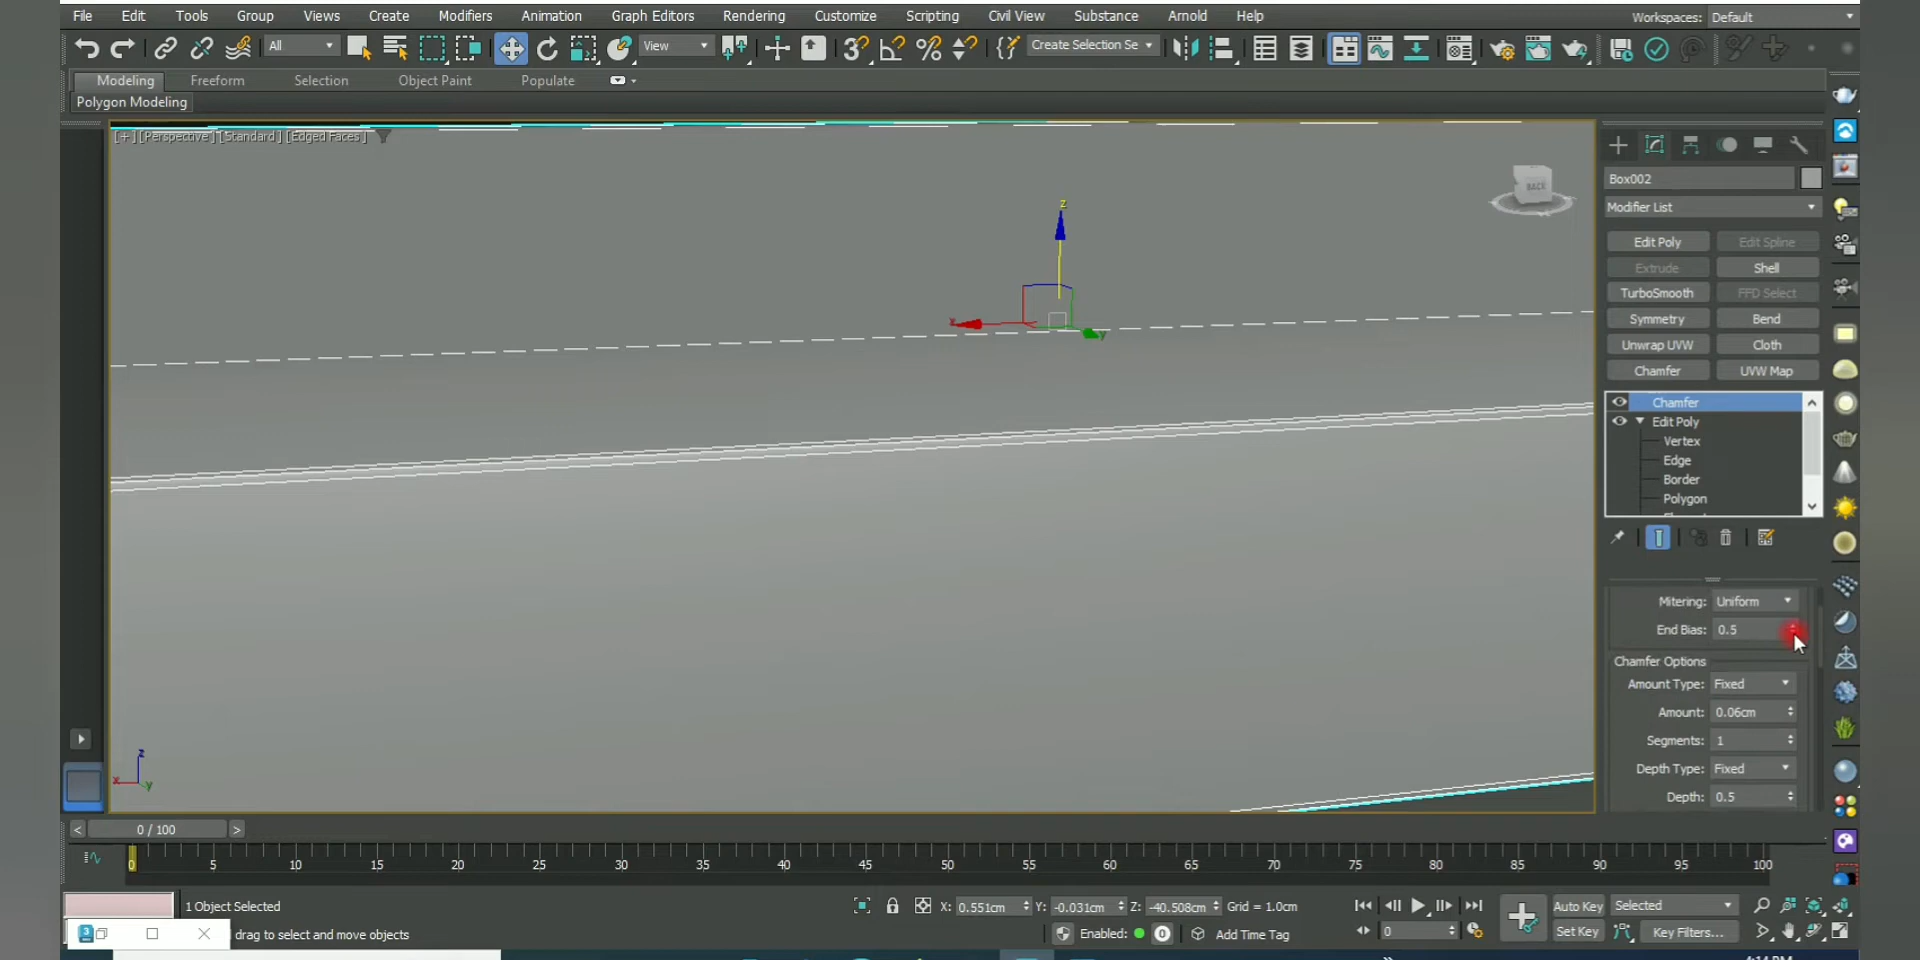 File Edit Tools Group Views Create Modifiers Animation Graph Editors Rendering Customize Scripting Civil View Substance Arnold Help Workspaces: Default
All View Create Selection Se
Modeling Freeform Selection Object Paint Populate
Polygon Modeling
[+][Perspective][Standard][Edged Faces]
BACK
z
x
y
z
x
y
Box002
Modifier List
Edit Poly Edit Spline
Extrude Shell
TurboSmooth FFD Select
Symmetry Bend
Unwrap UVW Cloth
Chamfer UVW Map
Chamfer
Edit Poly
Vertex
Edge
Border
Polygon
Mitering: Uniform
End Bias: 0.5
Chamfer Options
Amount Type: Fixed
Amount: 0.06cm
Segments: 1
Depth Type: Fixed
Depth: 0.5
< 0 / 100 >
0 5 10 15 20 25 30 35 40 45 50 55 60 65 70 75 80 85 90 95 100
1 Object Selected X: 0.551cm Y: -0.031cm Z: -40.508cm Grid = 1.0cm Auto Key Selected
3 drag to select and move objects Enabled: 0 Add Time Tag 0 Set Key Key Filters...